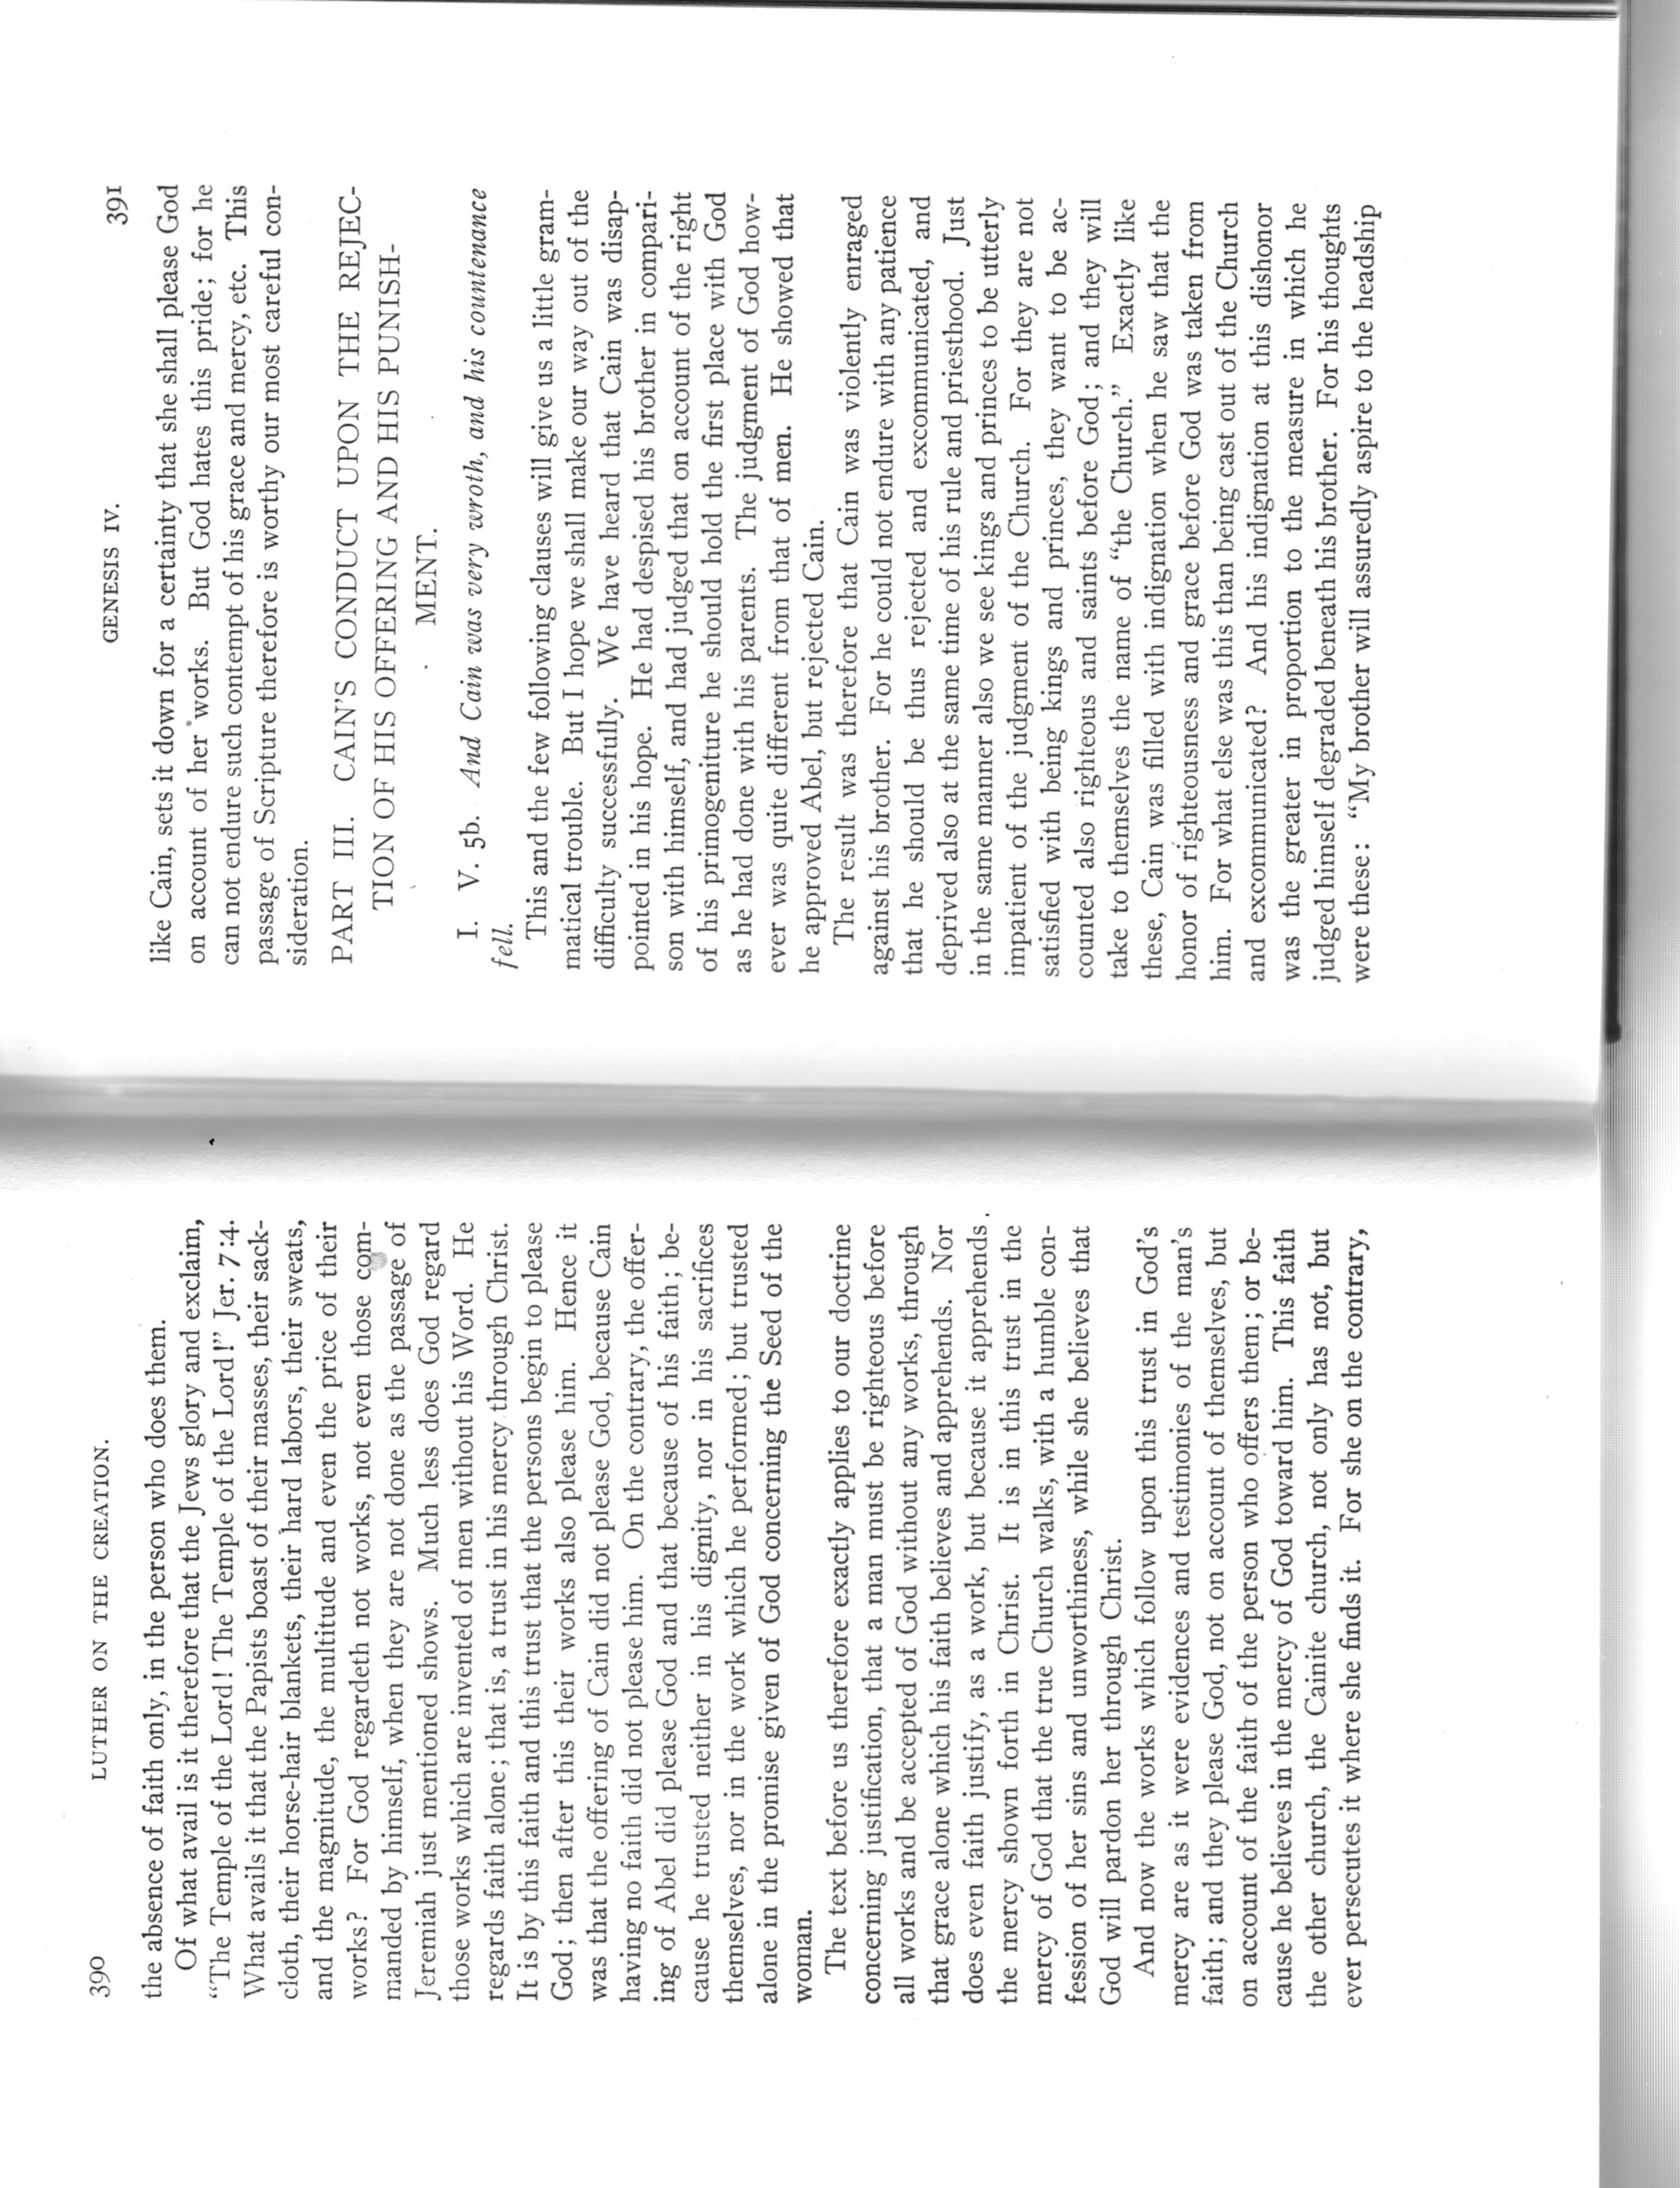 390 LUTHER ON THE CREATION.
the absence of faith only, in the person who does them.
Of what avail is it therefore that the Jews glory and exclaim,
“The Temple of the Lord! The Temple of the Lord!” Jer. 7:4.
What avails it that the Papists boast of their masses, their sack-
cloth, their horse-hair blankets, their hard labors, their sweats,
and the magnitude, the multitude and even the price of their
works? For God regardeth not works, not even those com-
manded by himself, when they are not done as the passage of
Jeremiah just mentioned shows. Much less does God regard
those works which are invented of men without his Word. He
regards faith alone; that is, a trust in his mercy through Christ.
It is by this faith and this trust that the persons begin to please
God; then after this their works also please him. Hence it
was that the offering of Cain did not please God, because Cain
having no faith did not please him. On the contrary, the offer-
ing of Abel did please God and that because of his faith; be-
cause he trusted neither in his dignity, nor in his sacrifices
themselves, nor in the work which he performed; but trusted
alone in the promise given of God concerning the Seed of the
woman.
The text before us therefore exactly applies to our doctrine
concerning justification, that a man must be righteous before
all works and be accepted of God without any works, through
that grace alone which his faith believes and apprehends. Nor
does even faith justify, as a work, but because it apprehends.
the mercy shown forth in Christ. It is in this trust in the
mercy of God that the true Church walks, with a humble con-
fession of her sins and unworthiness, while she believes that
God will pardon her through Christ.
And now the works which follow upon this trust in God’s
mercy are as it were evidences and testimonies of the man’s
faith; and they please God, not on account of themselves, but
on account of the faith of the person who offers them; or be-
cause he believes in the mercy of God toward him. This faith
the other church, the Cainite church, not only has not, but
ever persecutes it where she finds it. For she on the contrary,
GENESIS IV. 391
like Cain, sets it down for a certainty that she shall please God
on account of her works. But God hates this pride; for he
can not endure such contempt of his grace and mercy, etc. This
passage of Scripture therefore is worthy our most careful con-
sideration.
PART III. CAIN’S CONDUCT UPON THE REJEC-
TION OF HIS OFFERING AND HIS PUNISH-
MENT.
I. V. 5b. And Cain was very wroth, and his countenance
fell.
This and the few following clauses will give us a little gram-
matical trouble. But I hope we shall make our way out of the
difficulty successfully. We have heard that Cain was disap-
pointed in his hope. He had despised his brother in compari-
son with himself, and had judged that on account of the right
of his primogeniture he should hold the first place with God
as he had done with his parents. The judgment of God how-
ever was quite different from that of men. He showed that
he approved Abel, but rejected Cain.
The result was therefore that Cain was violently enraged
against his brother. For he could not endure with any patience
that he should be thus rejected and excommunicated, and
deprived also at the same time of his rule and priesthood. Just
in the same manner also we see kings and princes to be utterly
impatient of the judgment of the Church. For they are not
satisfied with being kings and princes, they want to be ac-
counted also righteous and saints before God; and they will
take to themselves the name of “the Church.” Exactly like
these, Cain was filled with indignation when he saw that the
honor of righteousness and grace before God was taken from
him. For what else was this than being cast out of the Church
and excommunicated? And his indignation at this dishonor
was the greater in proportion to the measure in which he
judged himself degraded beneath his brother. For his thoughts
were these: “My brother will assuredly aspire to the headship